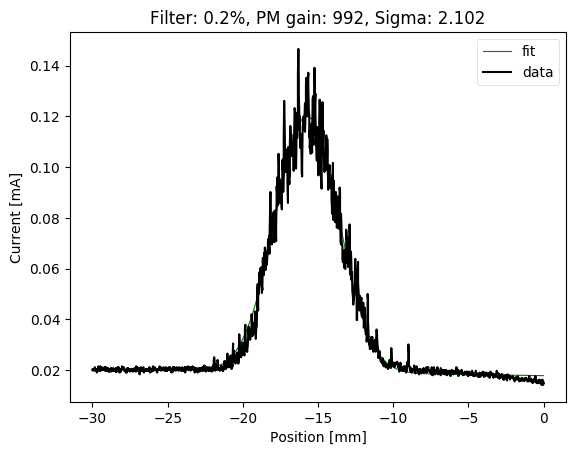 Filter: 0.2%, PM gain: 992, Sigma: 2.102
fit
data
0.14
0.12
0.10
0.08
0.06
0.04
0.02
Current [mA]
−30
−25
−20
−15
−10
−5
0
Position [mm]